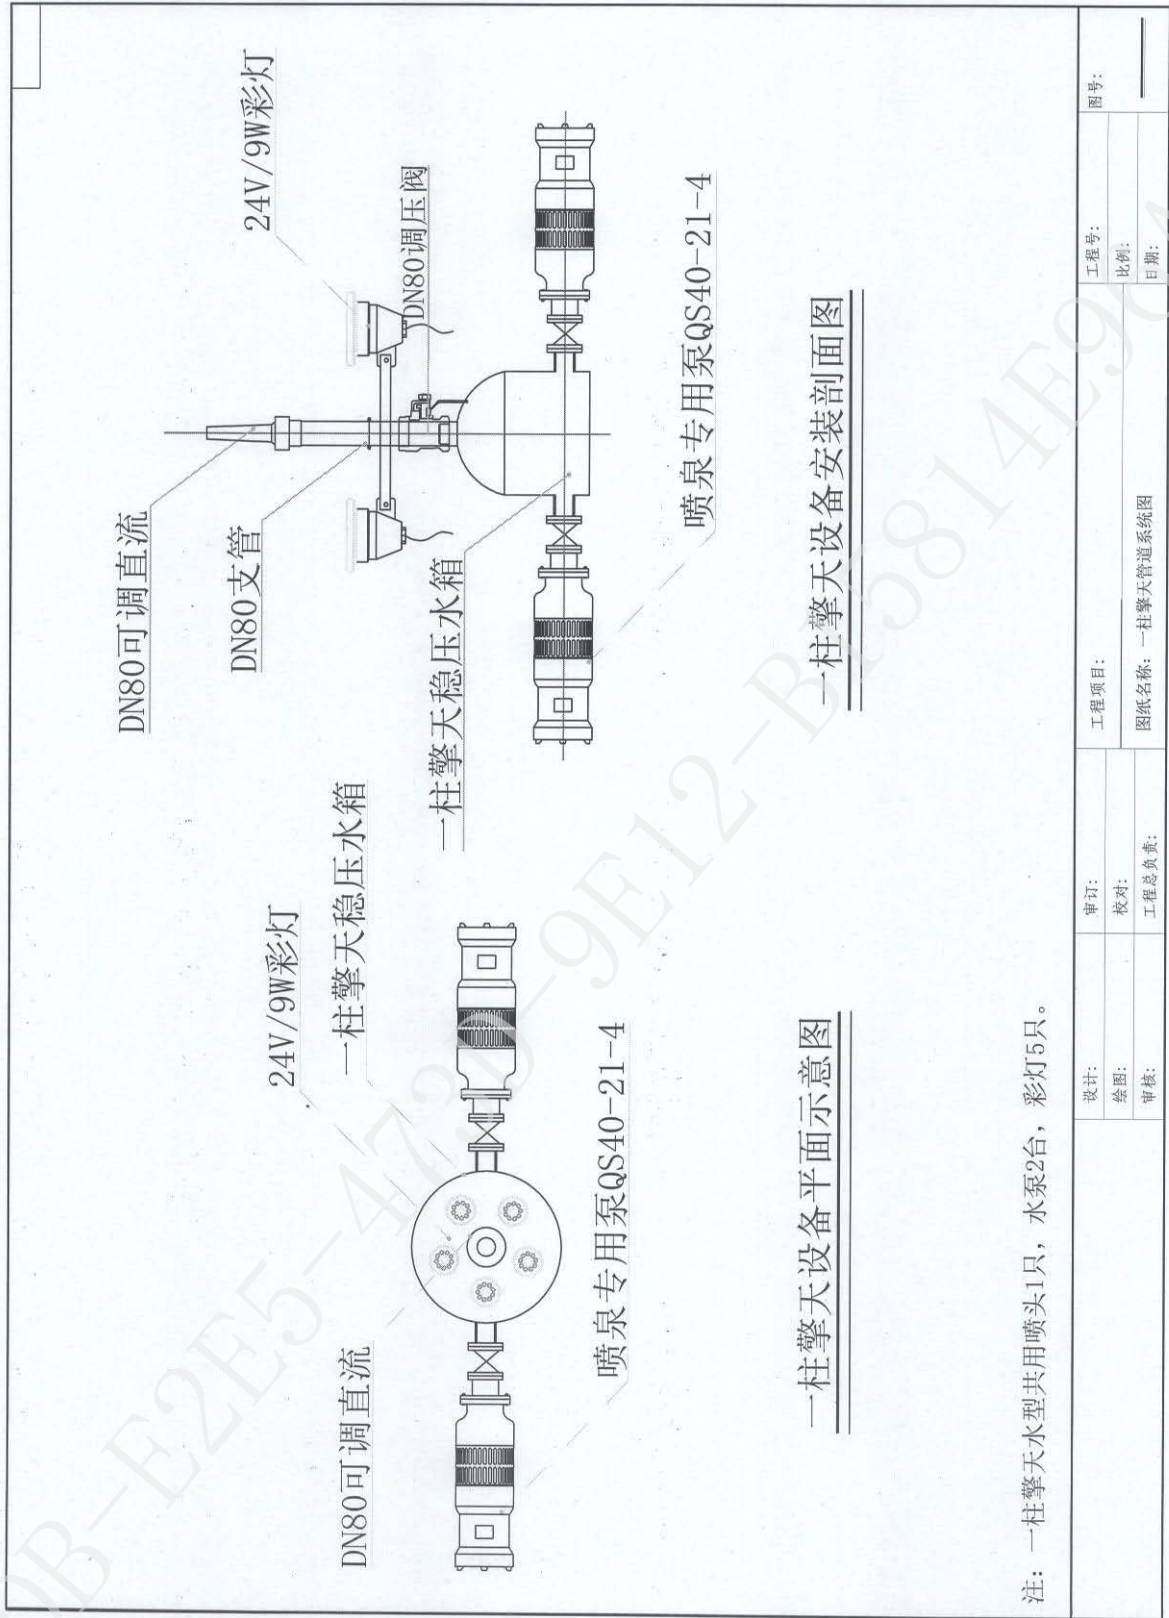 DN80可调直流
24V/9W彩灯
一柱擎天稳压水箱
喷泉专用泵QS40-21-4
一柱擎天设备平面示意图
DN80可调直流
DN80支管
24V/9W彩灯
DN80调压阀
一柱擎天稳压水箱
喷泉专用泵QS40-21-4
一柱擎天设备安装剖面图
注: 一柱擎天水型共用喷头1只, 水泵2台, 彩灯5只。
设计:
绘图:
审核:
审订:
校对:
工程总负责:
工程项目:
图纸名称: 一柱擎天管道系统图
工程号:
比例:
日期:
图号:
0B-E2E5-473D-9E12-B15814E96